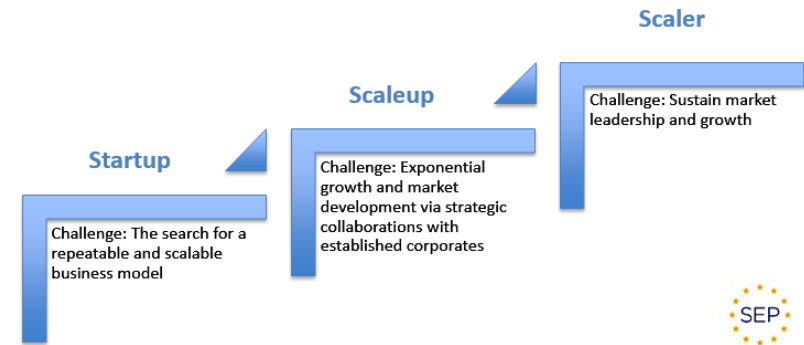 Startup
Challenge: The search for a
repeatable and scalable
business model
Scaleup
Challenge: Exponential
growth and market
development via strategic
collaborations with
established corporates
Scaler
Challenge: Sustain market
leadership and growth
SEP